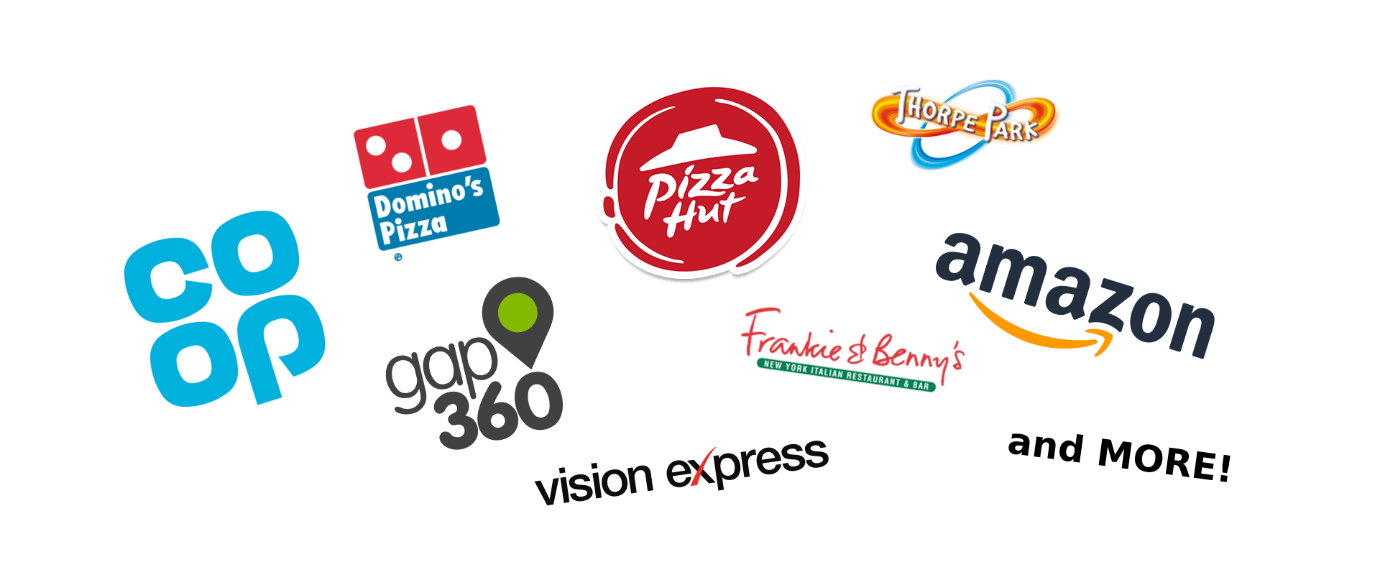 co
op
Domino's
Pizza
Pizza
Hut
THORPE PARK
gap
360
amazon
Frankie & Benny's
NEW YORK ITALIAN RESTAURANT & BAR
vision express
and MORE!